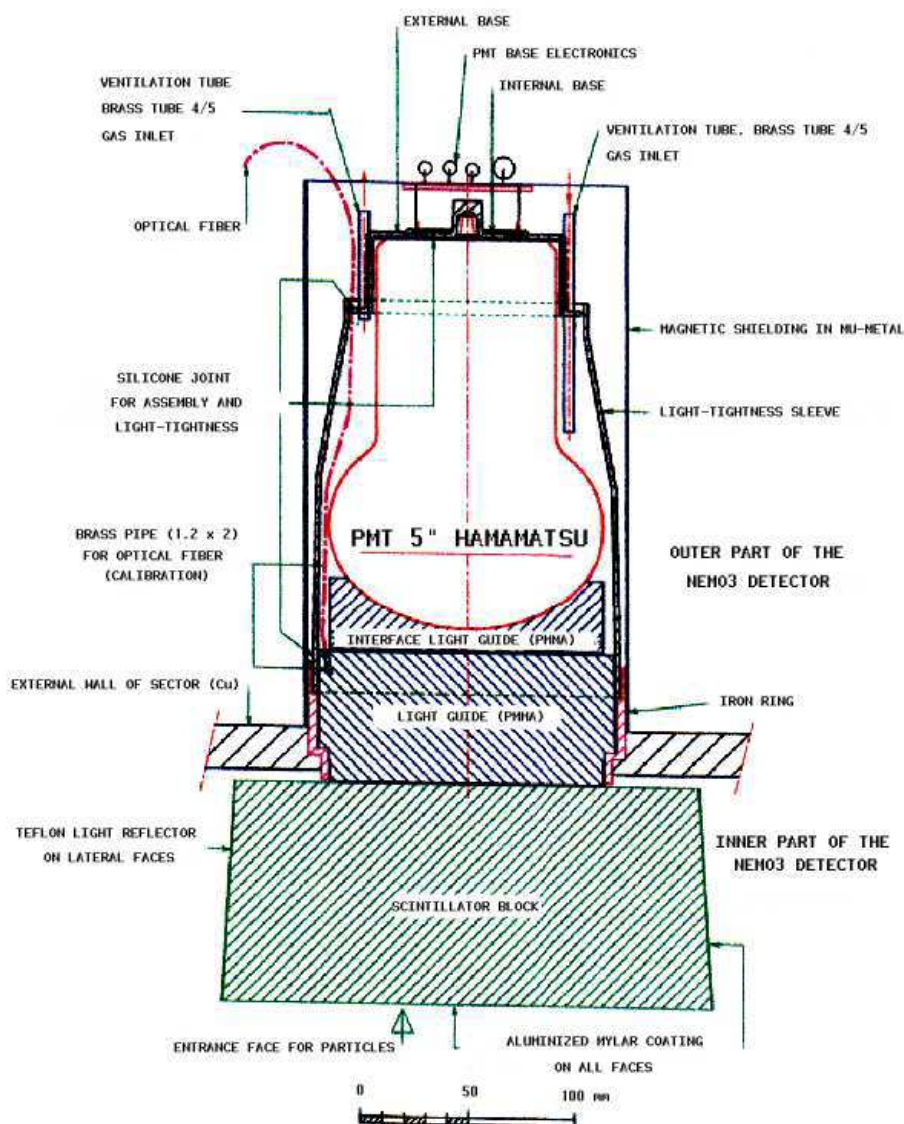 EXTERNAL BASE
PMT BASE ELECTRONICS
VENTILATION TUBE
BRASS TUBE 4/5
GAS INLET
INTERNAL BASE
VENTILATION TUBE, BRASS TUBE 4/5
GAS INLET
OPTICAL FIBER
MAGNETIC SHIELDING IN MU-METAL
SILICONE JOINT
FOR ASSEMBLY AND
LIGHT-TIGHTNESS
LIGHT-TIGHTNESS SLEEVE
BRASS PIPE (1.2 x 2)
FOR OPTICAL FIBER
(CALIBRATION)
PMT 5" HAMAMATSU
OUTER PART OF THE
NEMO3 DETECTOR
INTERFACE LIGHT GUIDE (PMMA)
EXTERNAL WALL OF SECTOR (Cu)
IRON RING
LIGHT GUIDE (PMMA)
TEFLON LIGHT REFLECTOR
ON LATERAL FACES
INNER PART OF THE
NEMO3 DETECTOR
SCINTILLATOR BLOCK
ENTRANCE FACE FOR PARTICLES
ALUMINIZED MYLAR COATING
ON ALL FACES
0 50 100 mm